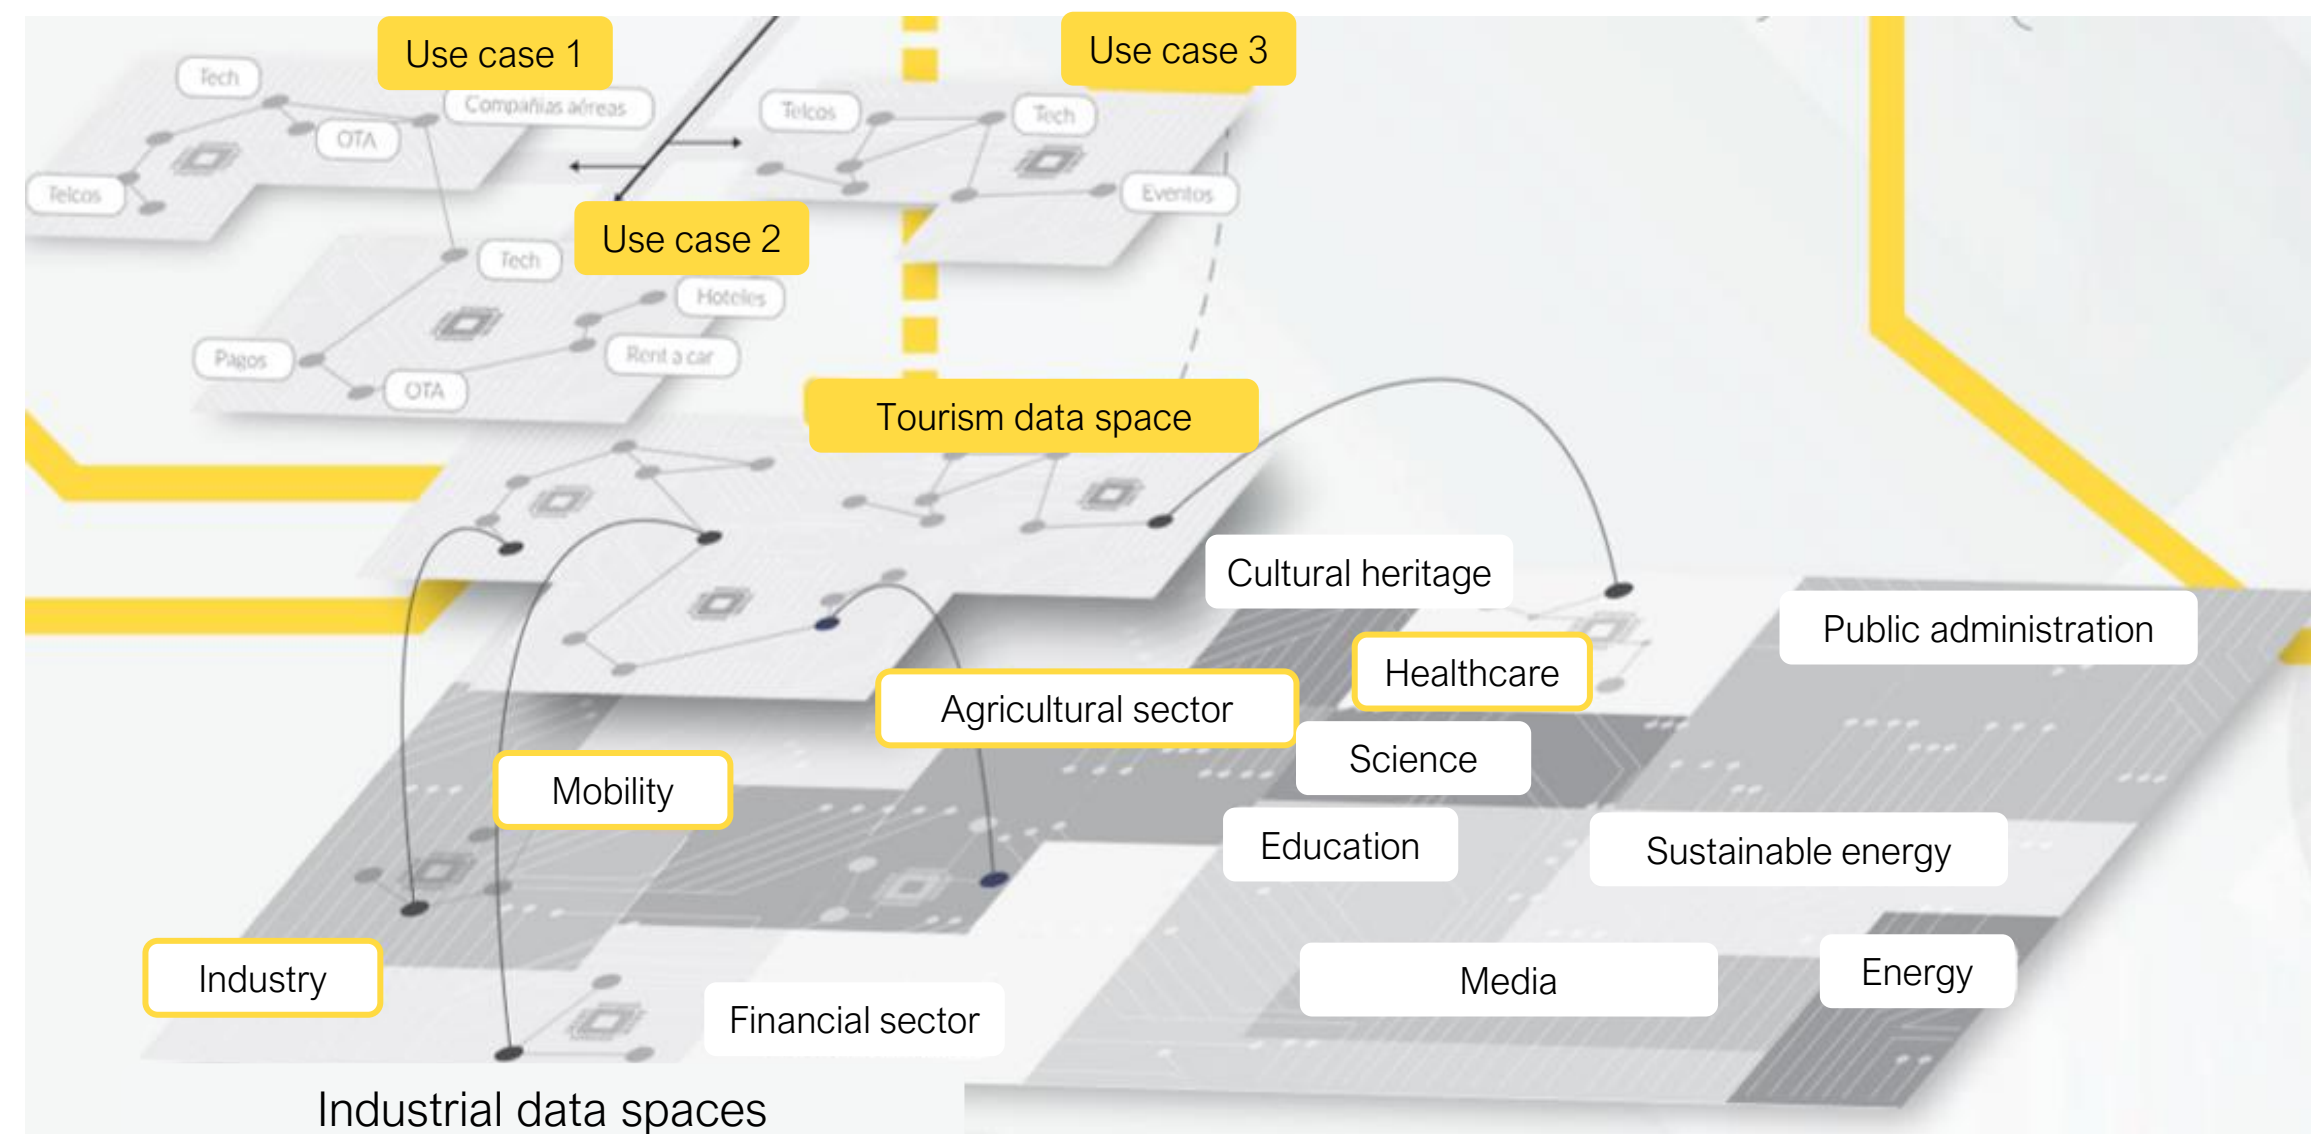 Use case 1
Use case 3
Tech
Compañias aéreas
OTA
Telcos
Telcos
Tech
Eventos
Use case 2
Tech
Hoteles
Pagos
Rent a car
OTA
Tourism data space
Cultural heritage
Public administration
Healthcare
Agricultural sector
Science
Mobility
Education
Sustainable energy
Industry
Media
Energy
Financial sector
Industrial data spaces